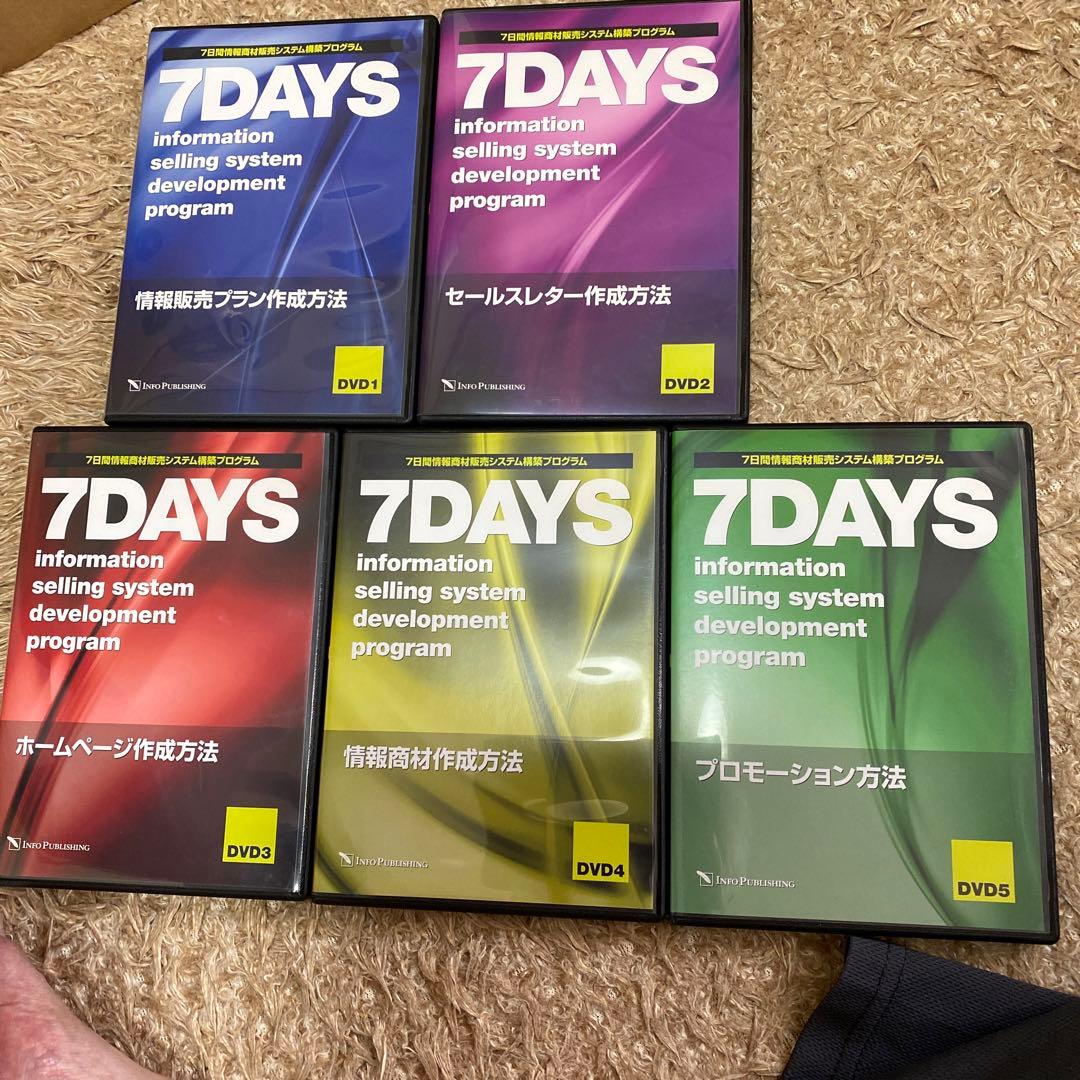 7日間情報商材販売システム構築プログラム
7DAYS
information
selling system
development
program
情報販売プラン作成方法
INFO PUBLISHING
DVD1
7日間情報商材販売システム構築プログラム
7DAYS
information
selling system
development
program
セールスレター作成方法
INFO PUBLISHING
DVD2
7日間情報商材販売システム構築プログラム
7DAYS
information
selling system
development
program
ホームページ作成方法
INFO PUBLISHING
DVD3
7日間情報商材販売システム構築プログラム
7DAYS
information
selling system
development
program
情報商材作成方法
INFO PUBLISHING
DVD4
7日間情報商材販売システム構築プログラム
7DAYS
information
selling system
development
program
プロモーション方法
INFO PUBLISHING
DVD5